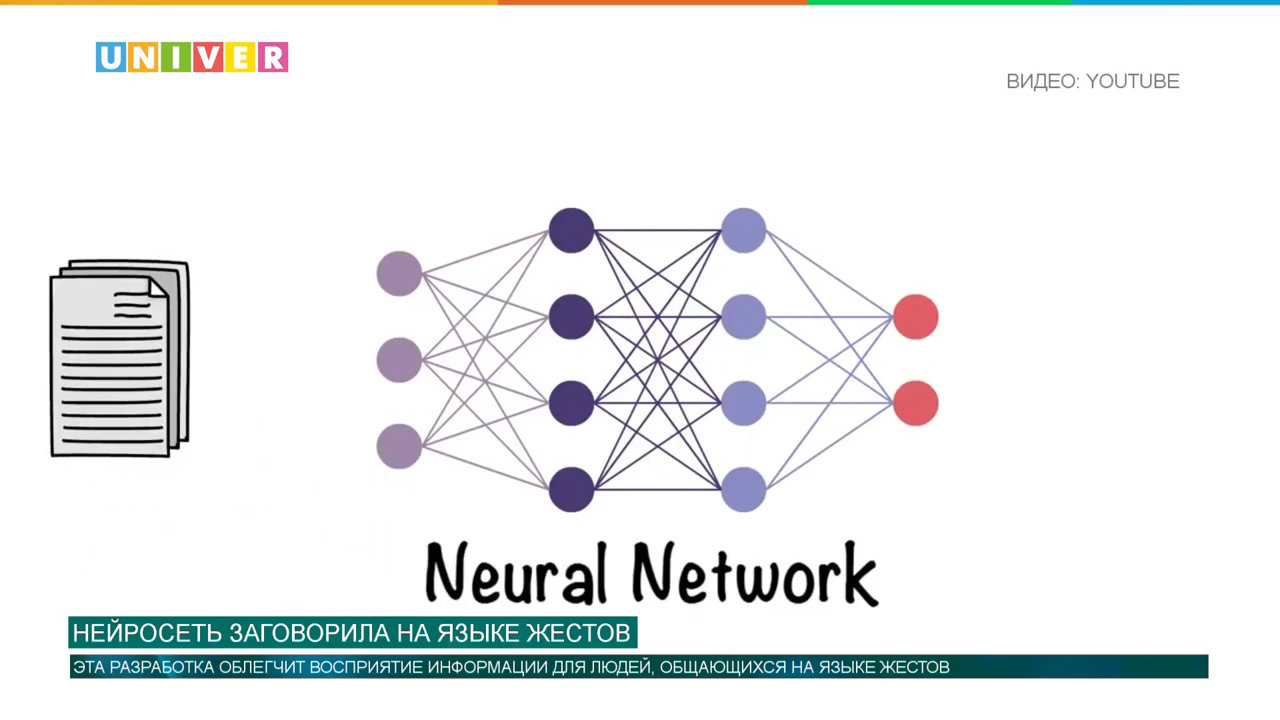 UNIVER
ВИДЕО: YOUTUBE
Neural Network
НЕЙРОСЕТЬ ЗАГОВОРИЛА НА ЯЗЫКЕ ЖЕСТОВ
ЭТА РАЗРАБОТКА ОБЛЕГЧИТ ВОСПРИЯТИЕ ИНФОРМАЦИИ ДЛЯ ЛЮДЕЙ, ОБЩАЮЩИХСЯ НА ЯЗЫКЕ ЖЕСТОВ